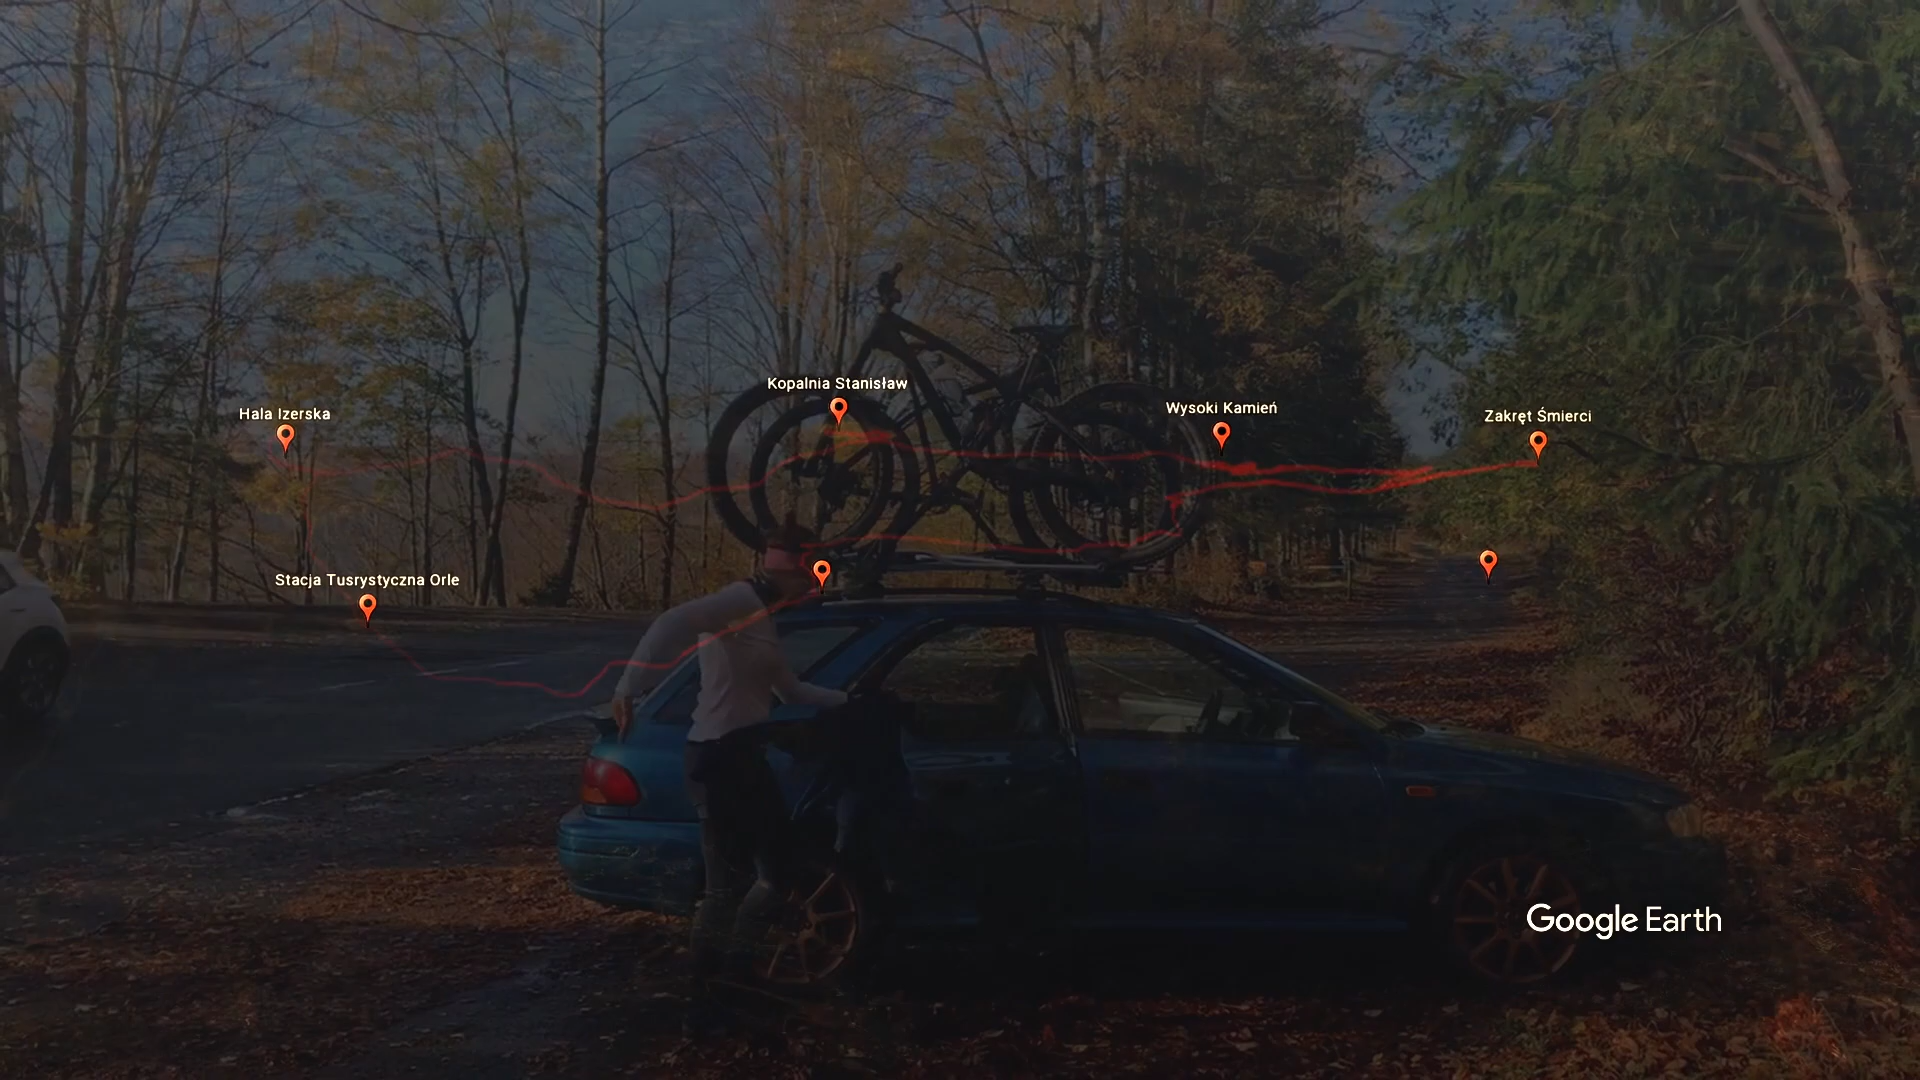 Kopalnia Stanisław
Wysoki Kamień
Hala Izerska
Zakręt Śmierci
Stacja Tusrystyczna Orle
Google Earth